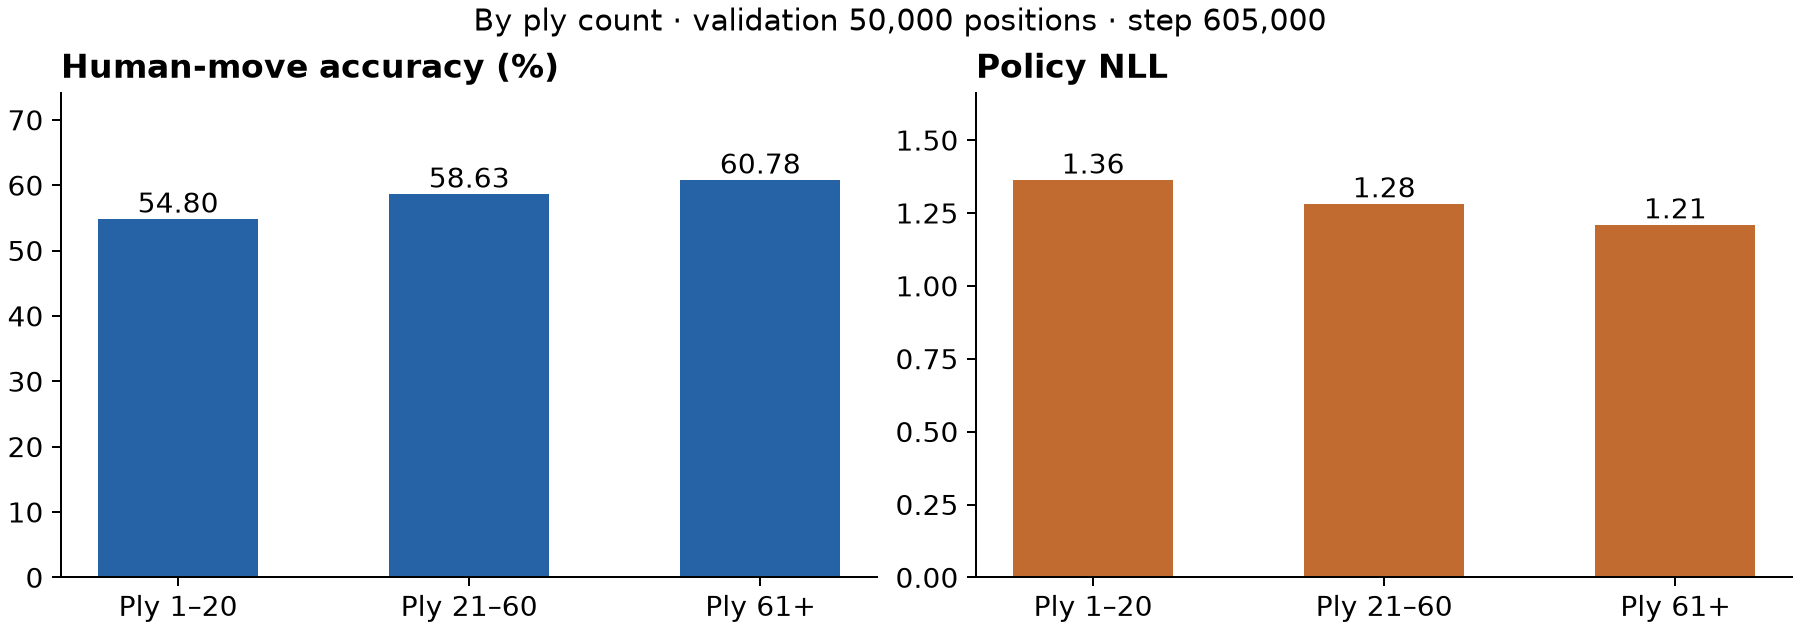 By ply count · validation 50,000 positions · step 605,000
Human-move accuracy (%)
70
60
50
40
30
20
10
0
54.80
58.63
60.78
Ply 1–20
Ply 21–60
Ply 61+
Policy NLL
1.50
1.25
1.00
0.75
0.50
0.25
0.00
1.36
1.28
1.21
Ply 1–20
Ply 21–60
Ply 61+